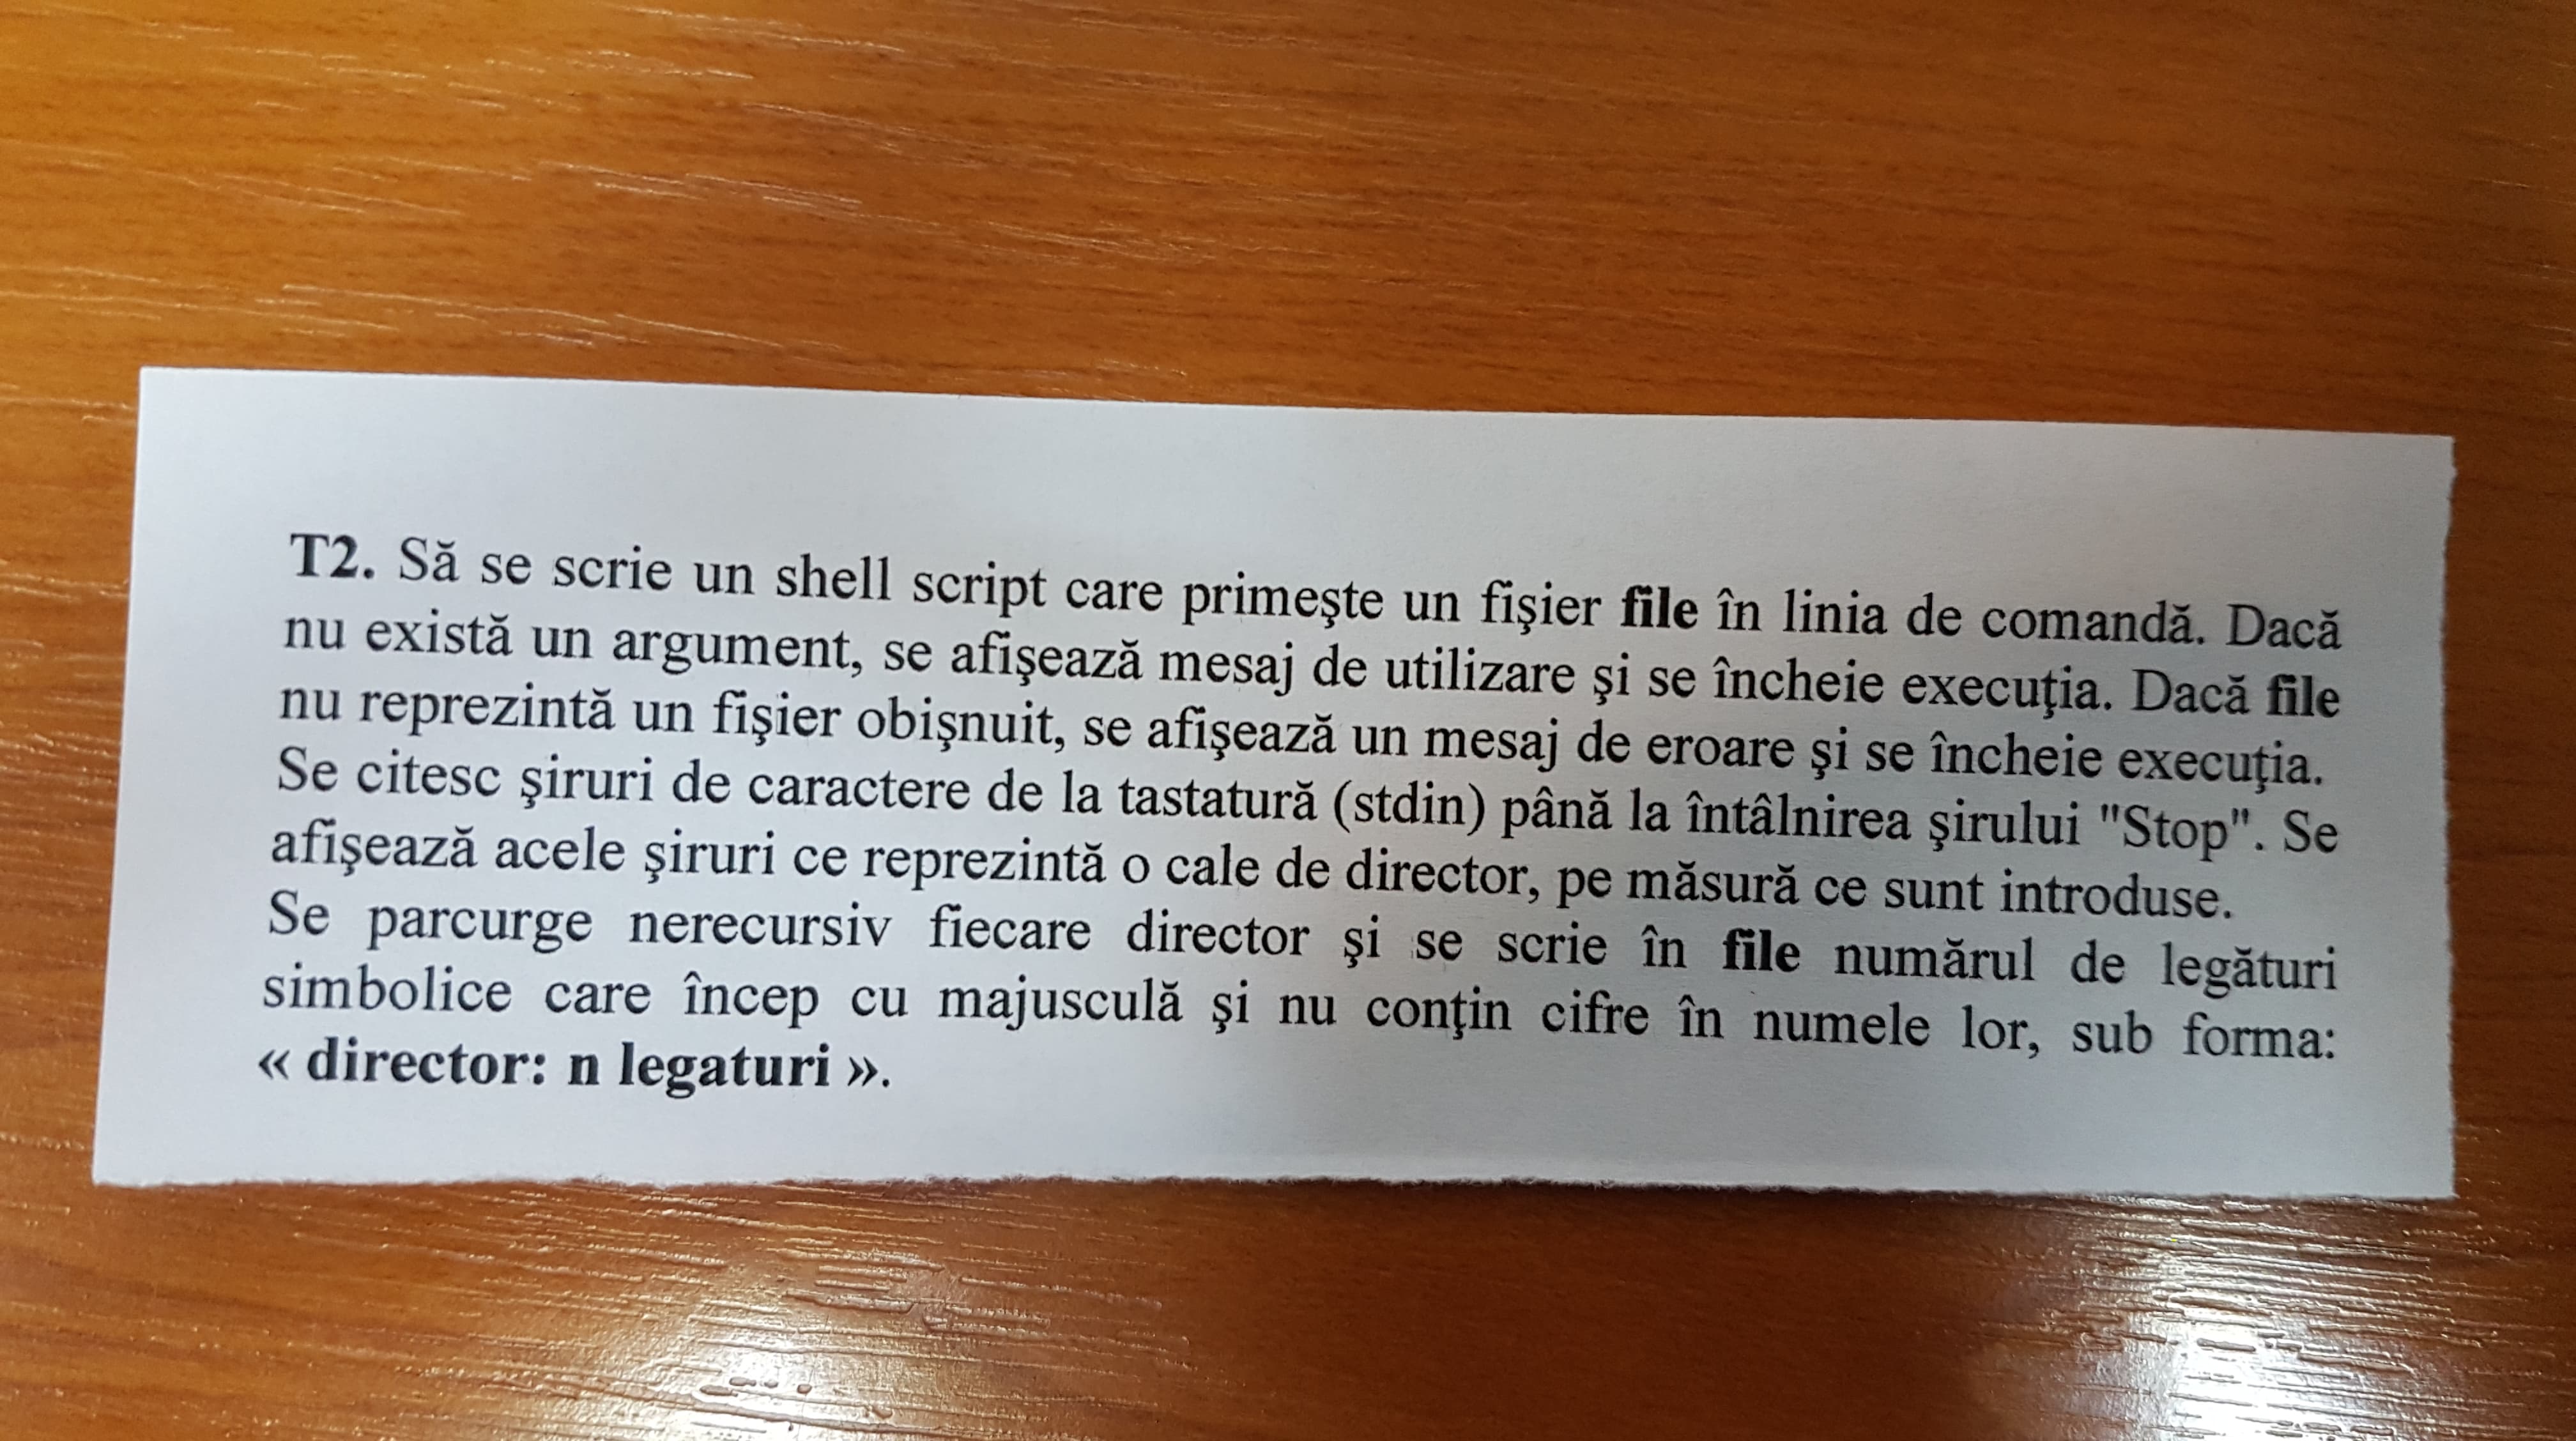 T2. Să se scrie un shell script care primeşte un fişier file în linia de comandă. Dacă
nu există un argument, se afişează mesaj de utilizare şi se încheie execuţia. Dacă file
nu reprezintă un fişier obişnuit, se afişează un mesaj de eroare şi se încheie execuţia.
Se citesc şiruri de caractere de la tastatură (stdin) până la întâlnirea şirului "Stop". Se
afişează acele şiruri ce reprezintă o cale de director, pe măsură ce sunt introduse.
Se parcurge nerecursiv fiecare director şi se scrie în file numărul de legături
simbolice care încep cu majusculă şi nu conţin cifre în numele lor, sub forma:
« director: n legaturi ».